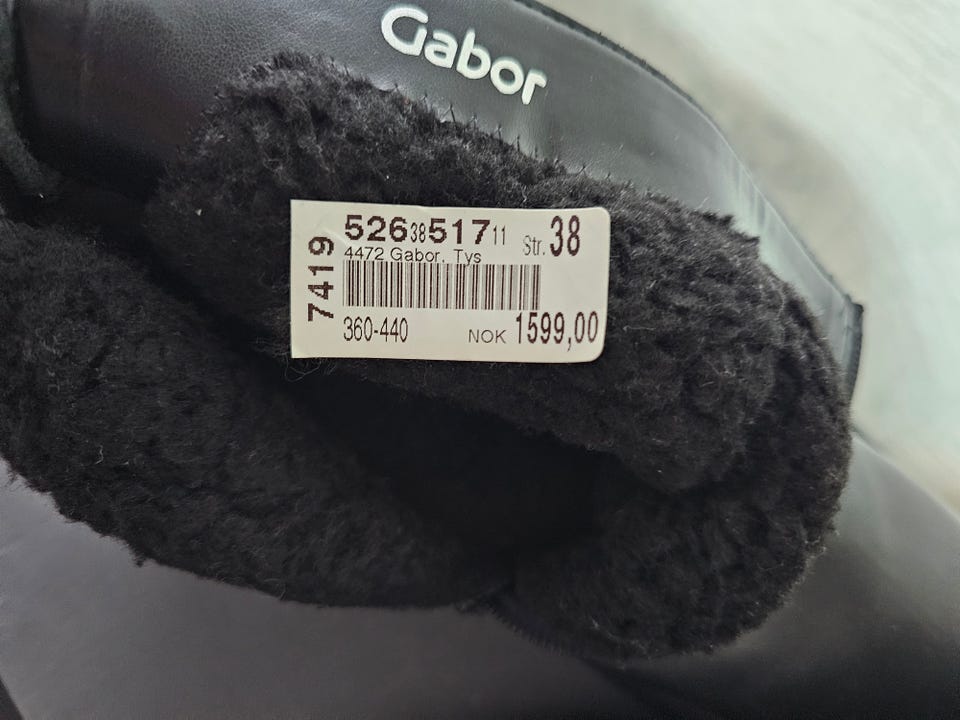 Gabor
7419
526 38 517 11 Str. 38
4472 Gabor, Tys
360-440 NOK 1599,00